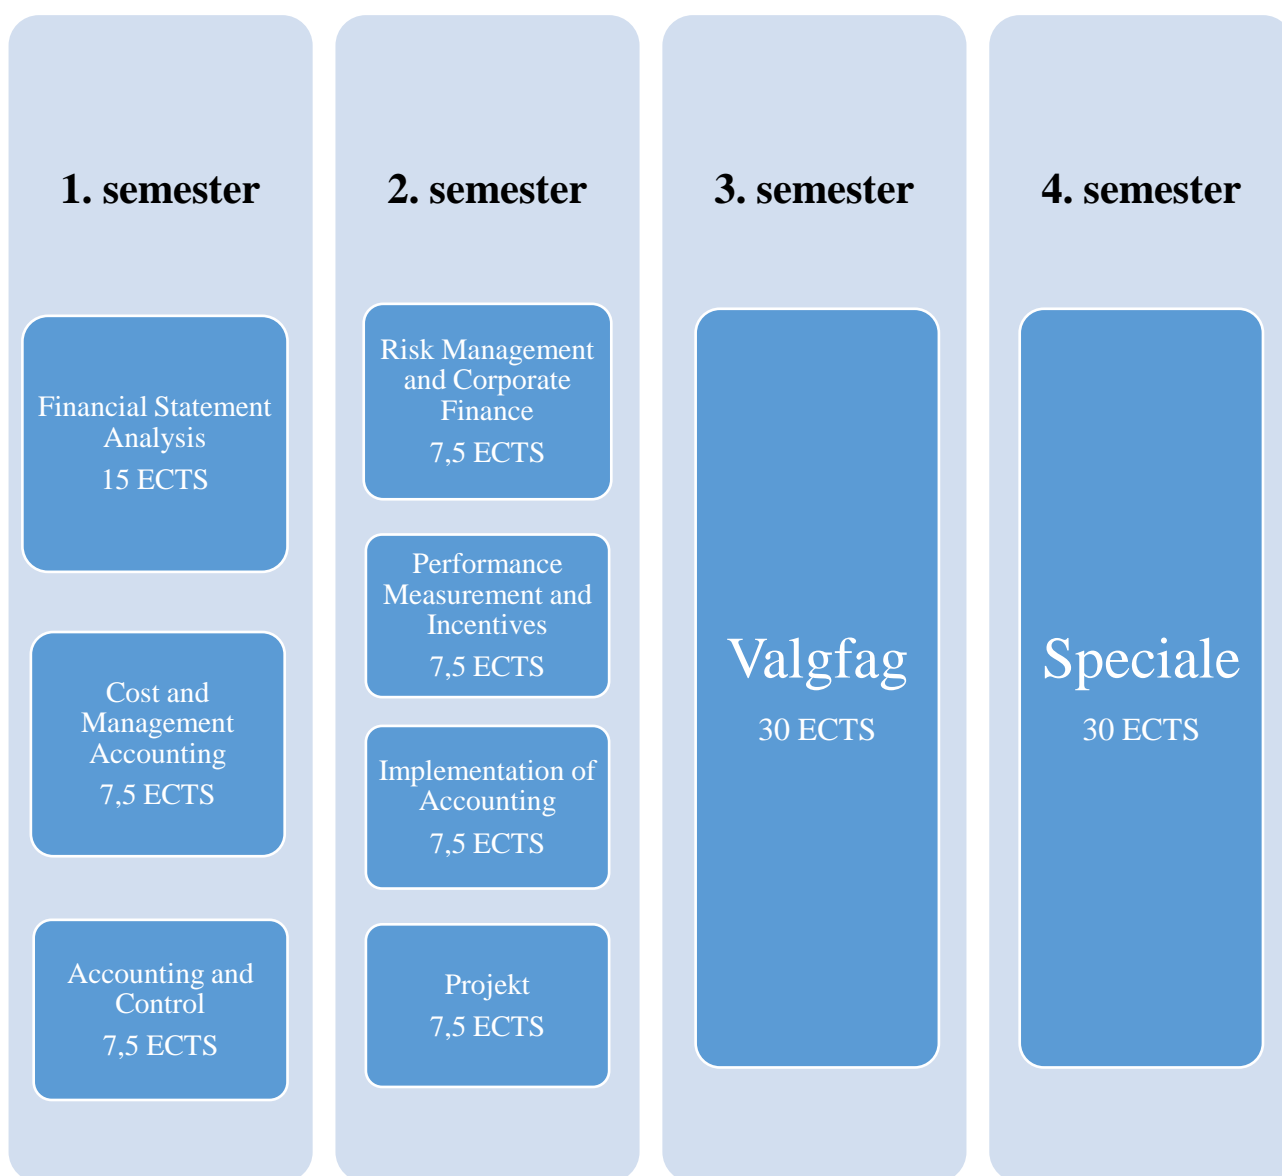 1. semester
Financial Statement
Analysis
15 ECTS
Cost and
Management
Accounting
7,5 ECTS
Accounting and
Control
7,5 ECTS
2. semester
Risk Management
and Corporate
Finance
7,5 ECTS
Performance
Measurement and
Incentives
7,5 ECTS
Implementation of
Accounting
7,5 ECTS
Projekt
7,5 ECTS
3. semester
Valgfag
30 ECTS
4. semester
Speciale
30 ECTS